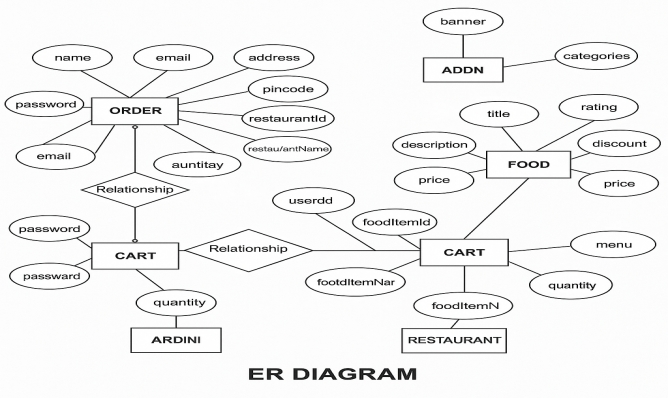 banner
name
email
address
categories
ADDN
pincode
password
ORDER
restaurantId
title
rating
description
discount
restau/antName
email
auntitay
FOOD
price
price
Relationship
userdd
foodItemId
password
CART
Relationship
CART
menu
passward
footdItemNar
quantity
quantity
foodItemN
ARDINI
RESTAURANT
ER DIAGRAM